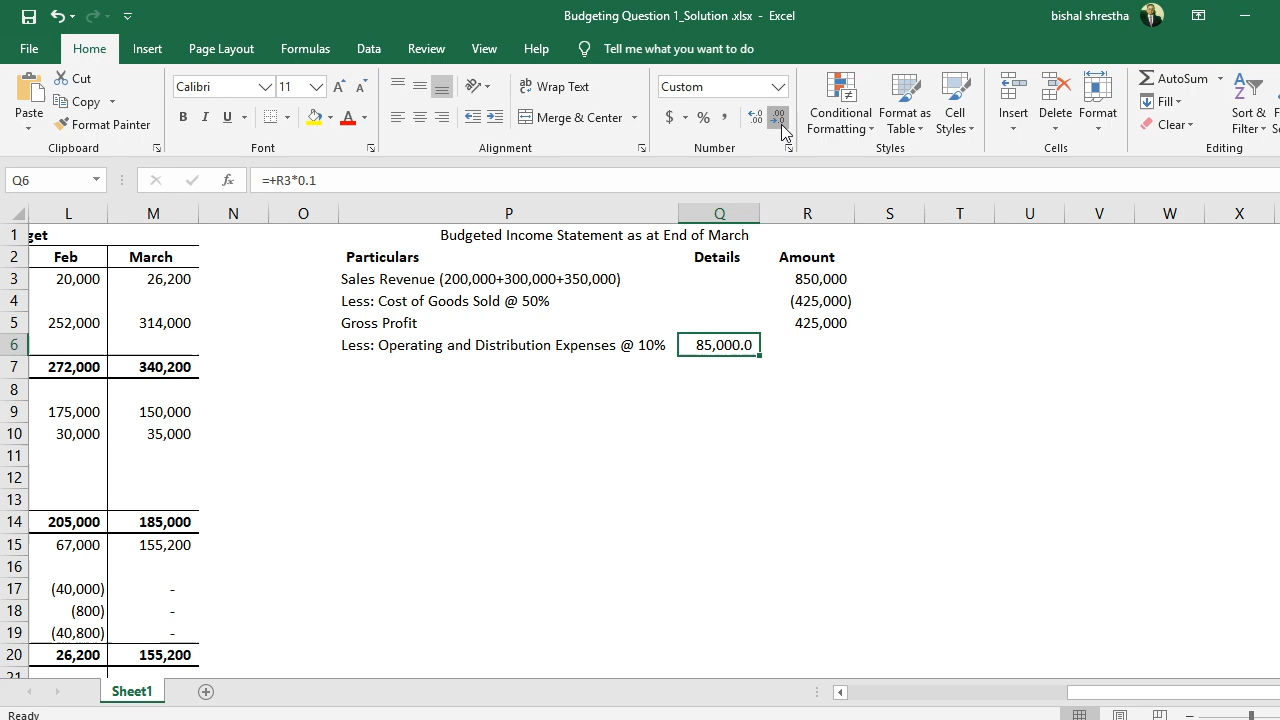 Budgeting Question 1_Solution .xlsx - Excel
bishal shrestha
File Home Insert Page Layout Formulas Data Review View Help Tell me what you want to do
Paste
Cut
Copy
Format Painter
Clipboard
Calibri 11 A A
B I U A
Font
ab Wrap Text
Merge & Center
Alignment
Custom
$ % , .00 .00
Number
Conditional Formatting
Format as Table
Cell Styles
Styles
Insert Delete Format
Cells
AutoSum
Fill
Clear
Sort &
Filter
Editing
Q6 fx =+R3*0.1
L M N O P Q R S T U V W X
1 get Budgeted Income Statement as at End of March
2 Feb March Particulars Details Amount
3 20,000 26,200 Sales Revenue (200,000+300,000+350,000) 850,000
4 Less: Cost of Goods Sold @ 50% (425,000)
5 252,000 314,000 Gross Profit 425,000
6 Less: Operating and Distribution Expenses @ 10% 85,000.0
7 272,000 340,200
8
9 175,000 150,000
10 30,000 35,000
11
12
13
14 205,000 185,000
15 67,000 155,200
16
17 (40,000) -
18 (800) -
19 (40,800) -
20 26,200 155,200
21
Sheet1
Ready